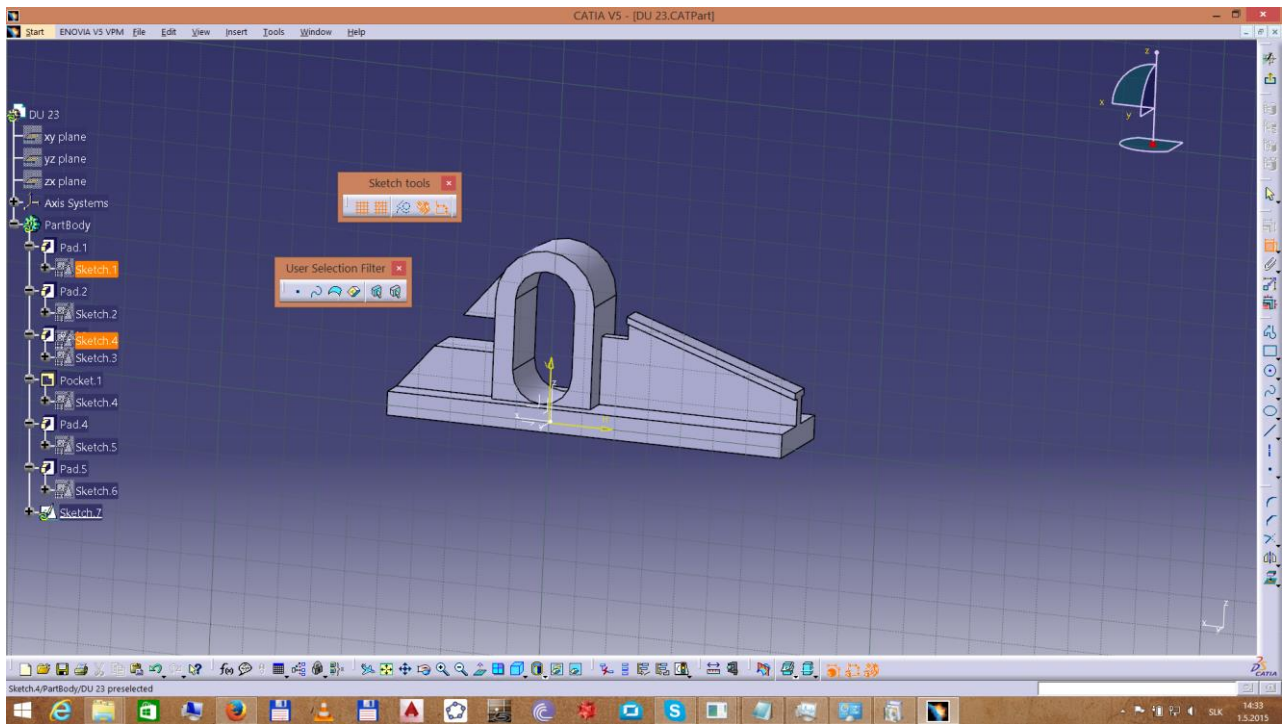 CATIA V5 - [DU 23.CATPart]
Start ENOVIA V5 VPM File Edit View Insert Tools Window Help
z
x
y
DU 23
xy plane
yz plane
zx plane
Axis Systems
PartBody
Pad.1
Sketch.1
Pad.2
Sketch.2
Sketch.4
Sketch.3
Pocket.1
Sketch.4
Pad.4
Sketch.5
Pad.5
Sketch.6
Sketch.7
Sketch tools
User Selection Filter
z
x
CATIA
Sketch.4/PartBody/DU 23 preselected
SLK
14:33
1.5.2015